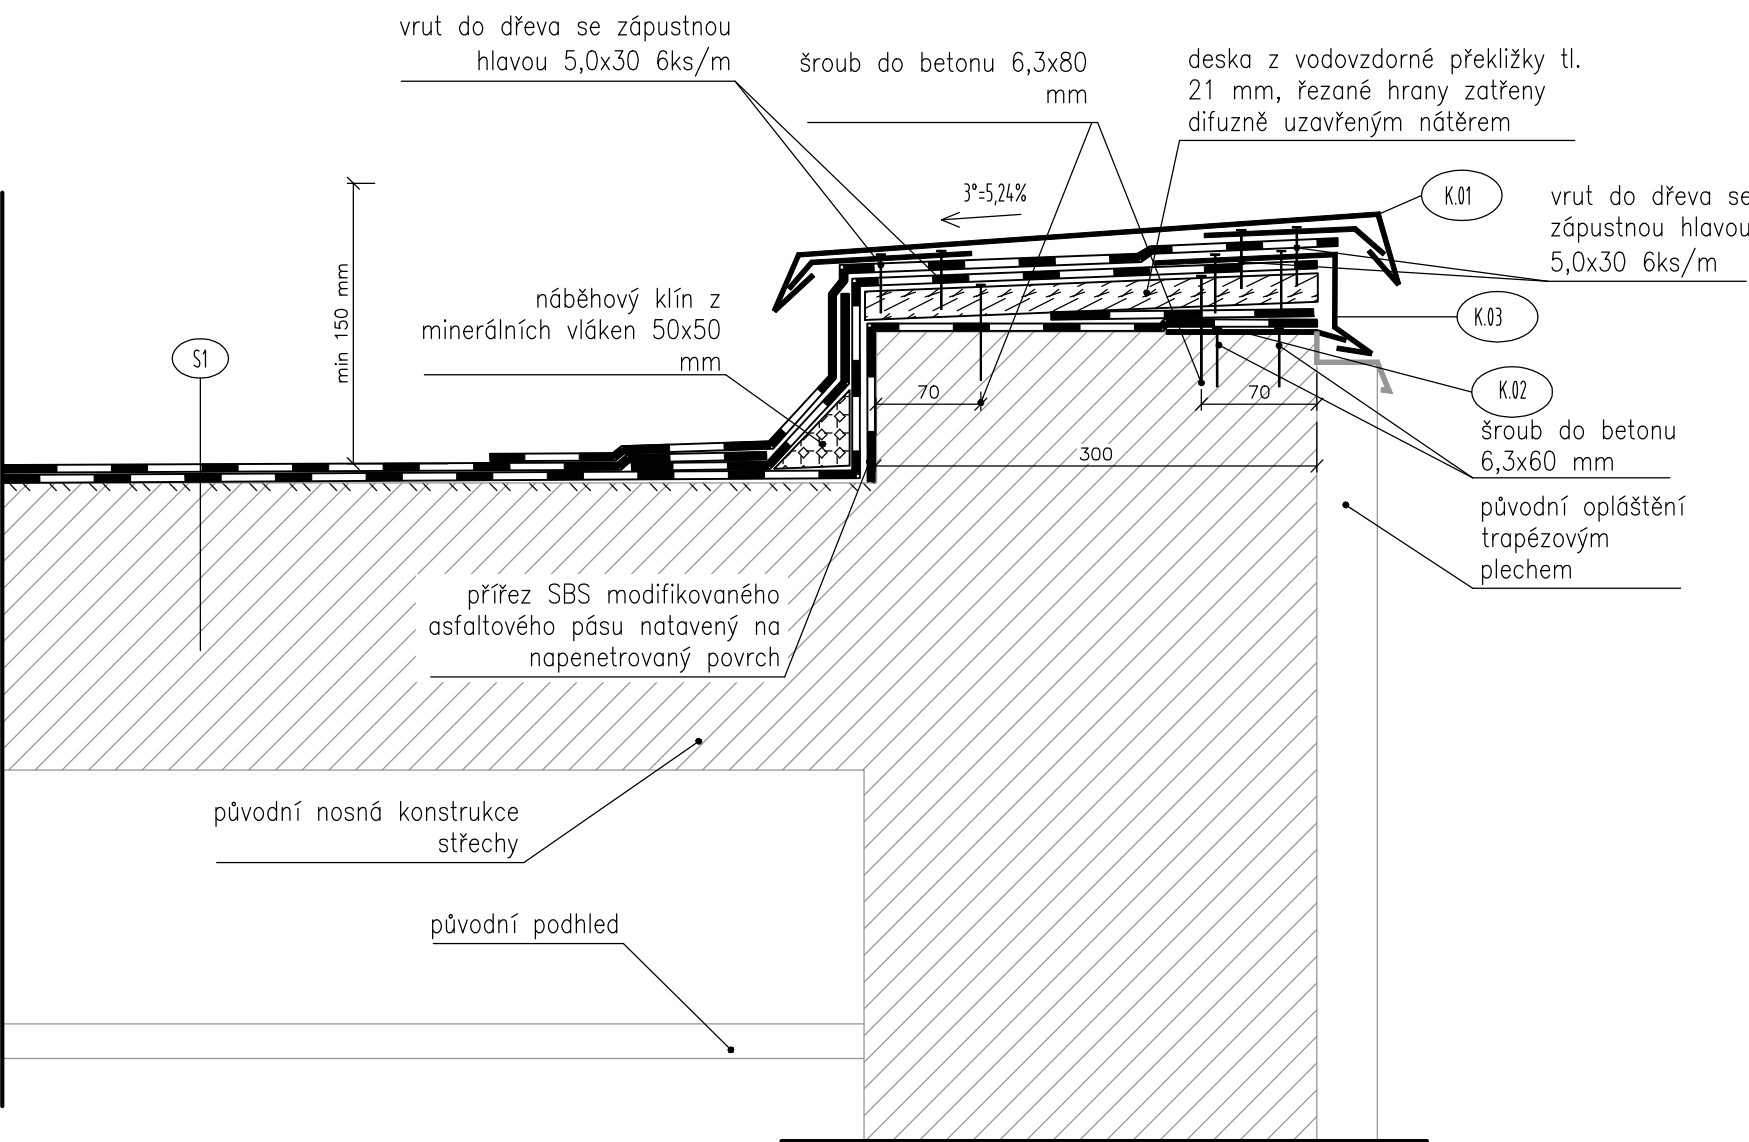 vrut do dřeva se zápustnou
hlavou 5,0x30 6ks/m
šroub do betonu 6,3x80
mm
deska z vodovzdorné překližky tl.
21 mm, řezané hrany zatřeny
difuzně uzavřeným nátěrem
K.01
vrut do dřeva se
zápustnou hlavou
5,0x30 6ks/m
3°=5,24%
min 150 mm
náběhový klín z
minerálních vláken 50x50
mm
S1
K.03
K.02
70
70
300
šroub do betonu
6,3x60 mm
původní opláštění
trapézovým
plechem
přířez SBS modifikovaného
asfaltového pásu natavený na
napenetrovaný povrch
původní nosná konstrukce
střechy
původní podhled